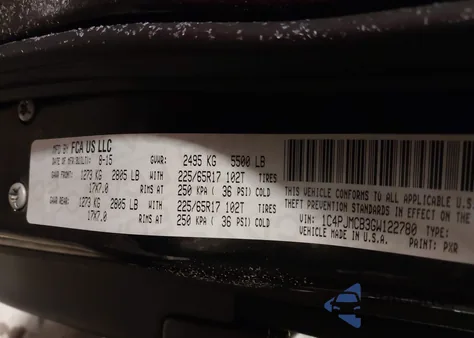 MFD BY FCA US LLC
DATE OF MFR/BUILT: 8-15 GVWR: 2495 KG 5500 LB
GAWR FRONT: 1273 KG 2805 LB WITH 225/65R17 102T TIRES
17X7.0 RIMS AT 250 KPA ( 36 PSI) COLD
GAWR REAR: 1273 KG 2805 LB WITH 225/65R17 102T TIRES
17X7.0 RIMS AT 250 KPA ( 36 PSI) COLD
THIS VEHICLE CONFORMS TO ALL APPLICABLE U.S.
THEFT PREVENTION STANDARDS IN EFFECT ON THE
VIN: 1C4PJMCB3GW122780 TYPE:
VEHICLE MADE IN U.S.A. PAINT: PXR